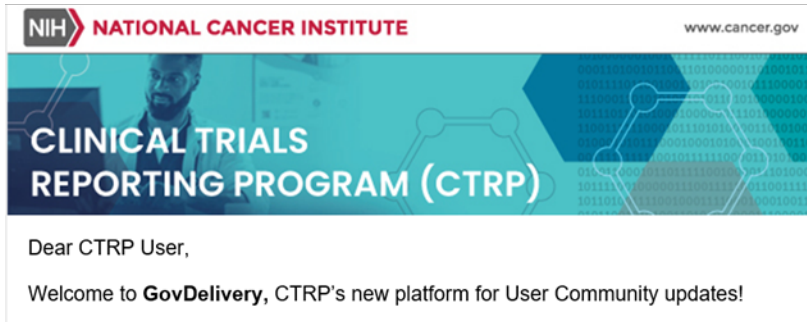 NIH NATIONAL CANCER INSTITUTE
www.cancer.gov
CLINICAL TRIALS
REPORTING PROGRAM (CTRP)
Dear CTRP User,
Welcome to GovDelivery, CTRP's new platform for User Community updates!